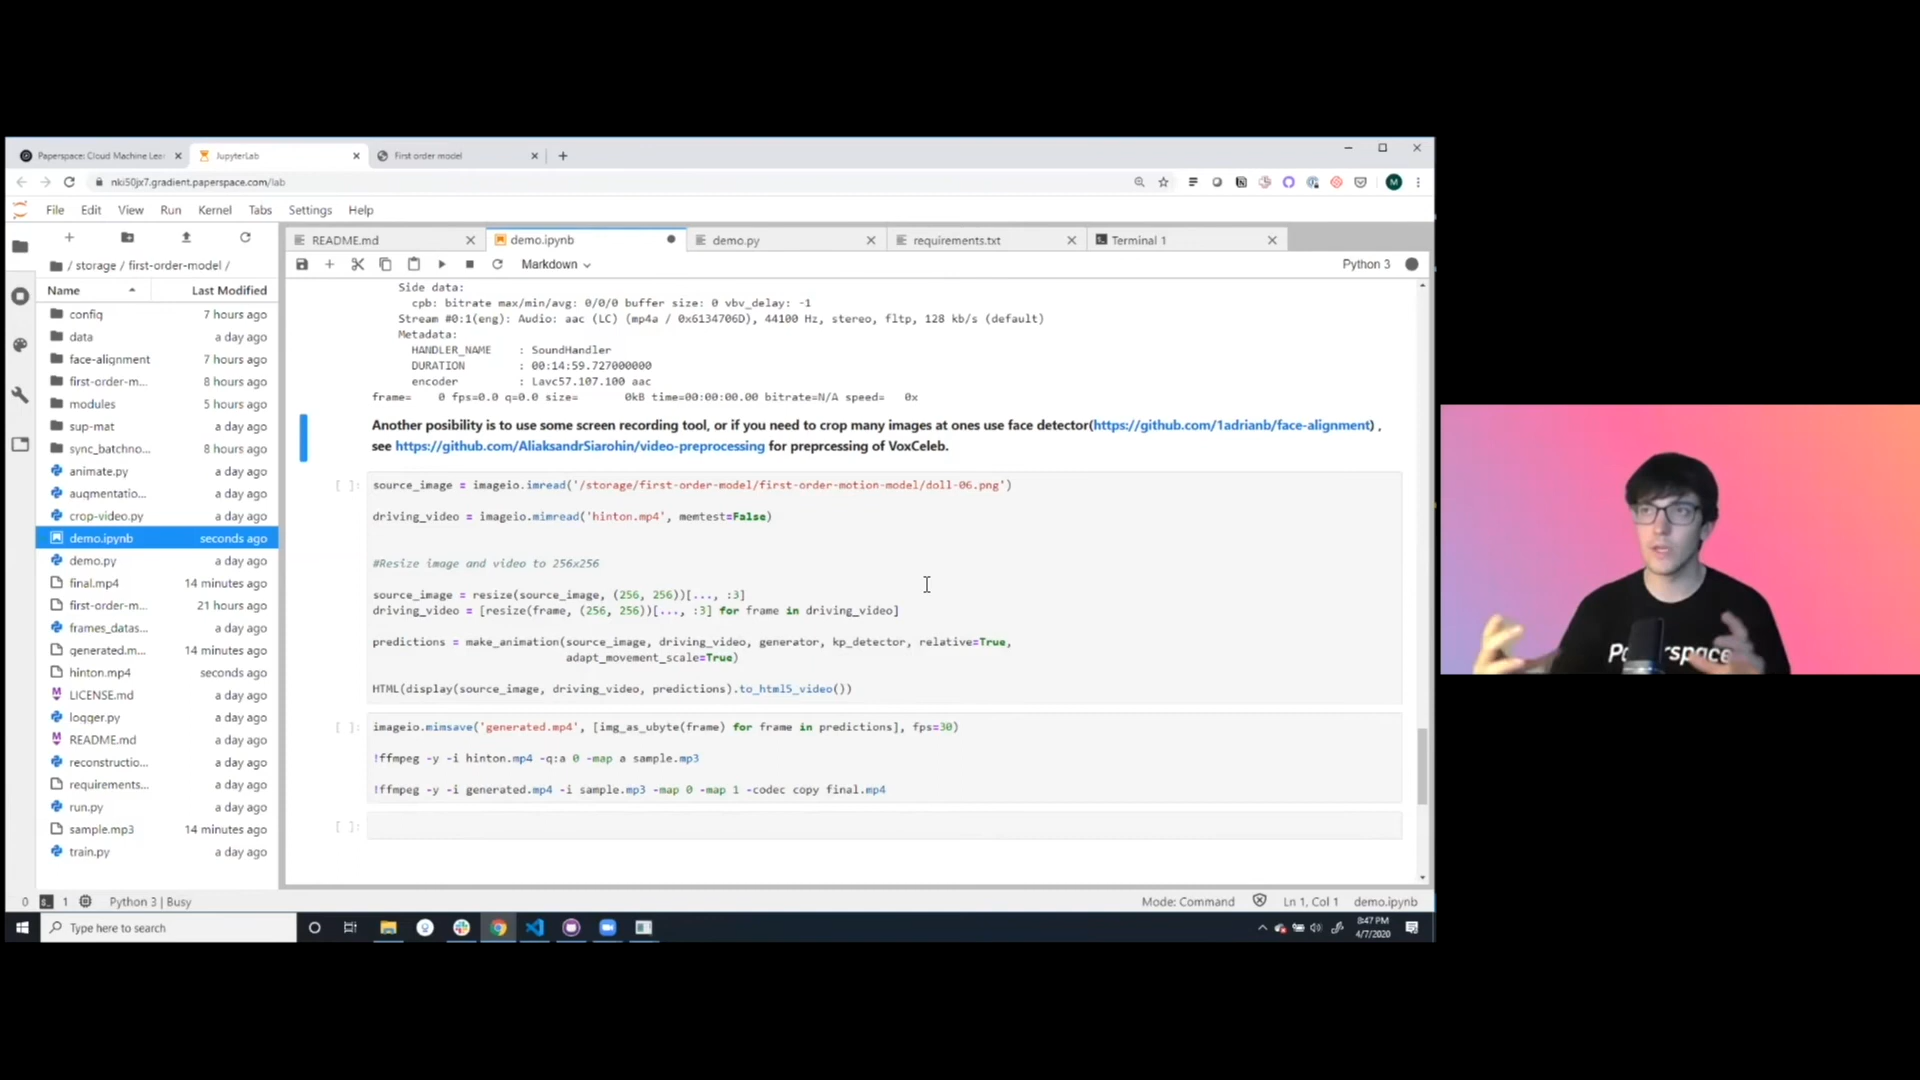 Paperspace: Cloud Machine Lear
JupyterLab
First order model
nki50jx7.gradient.paperspace.com/lab
M
File Edit View Run Kernel Tabs Settings Help
README.md
demo.ipynb
demo.py
requirements.txt
Terminal 1
Markdown
Python 3
/ storage / first-order-model /
Name Last Modified
config 7 hours ago
data a day ago
face-alignment 7 hours ago
first-order-m... 8 hours ago
modules 5 hours ago
sup-mat a day ago
sync_batchno... 8 hours ago
animate.py a day ago
augmentatio... a day ago
crop-video.py a day ago
demo.ipynb seconds ago
demo.py a day ago
final.mp4 14 minutes ago
first-order-m... 21 hours ago
frames_datas... a day ago
generated.m... 14 minutes ago
hinton.mp4 seconds ago
LICENSE.md a day ago
logger.py a day ago
README.md a day ago
reconstructio... a day ago
requirements... a day ago
run.py a day ago
sample.mp3 14 minutes ago
train.py a day ago
Side data:
cpb: bitrate max/min/avg: 0/0/0 buffer size: 0 vbv_delay: -1
Stream #0:1(eng): Audio: aac (LC) (mp4a / 0x6134706D), 44100 Hz, stereo, fltp, 128 kb/s (default)
Metadata:
HANDLER_NAME : SoundHandler
DURATION : 00:14:59.727000000
encoder : Lavc57.107.100 aac
frame= 0 fps=0.0 q=0.0 size= 0kB time=00:00:00.00 bitrate=N/A speed= 0x
Another posibility is to use some screen recording tool, or if you need to crop many images at ones use face detector(https://github.com/1adrianb/face-alignment) ,
see https://github.com/AliaksandrSiarohin/video-preprocessing for preprcessing of VoxCeleb.
[ ]: source_image = imageio.imread('/storage/first-order-model/first-order-motion-model/doll-06.png')
driving_video = imageio.mimread('hinton.mp4', memtest=False)
#Resize image and video to 256x256
source_image = resize(source_image, (256, 256))[..., :3]
driving_video = [resize(frame, (256, 256))[..., :3] for frame in driving_video]
predictions = make_animation(source_image, driving_video, generator, kp_detector, relative=True,
adapt_movement_scale=True)
HTML(display(source_image, driving_video, predictions).to_html5_video())
[ ]: imageio.mimsave('generated.mp4', [img_as_ubyte(frame) for frame in predictions], fps=30)
!ffmpeg -y -i hinton.mp4 -q:a 0 -map a sample.mp3
!ffmpeg -y -i generated.mp4 -i sample.mp3 -map 0 -map 1 -codec copy final.mp4
[ ]:
0 1 Python 3 | Busy
Mode: Command Ln 1, Col 1 demo.ipynb
Type here to search
8:47 PM
4/7/2020